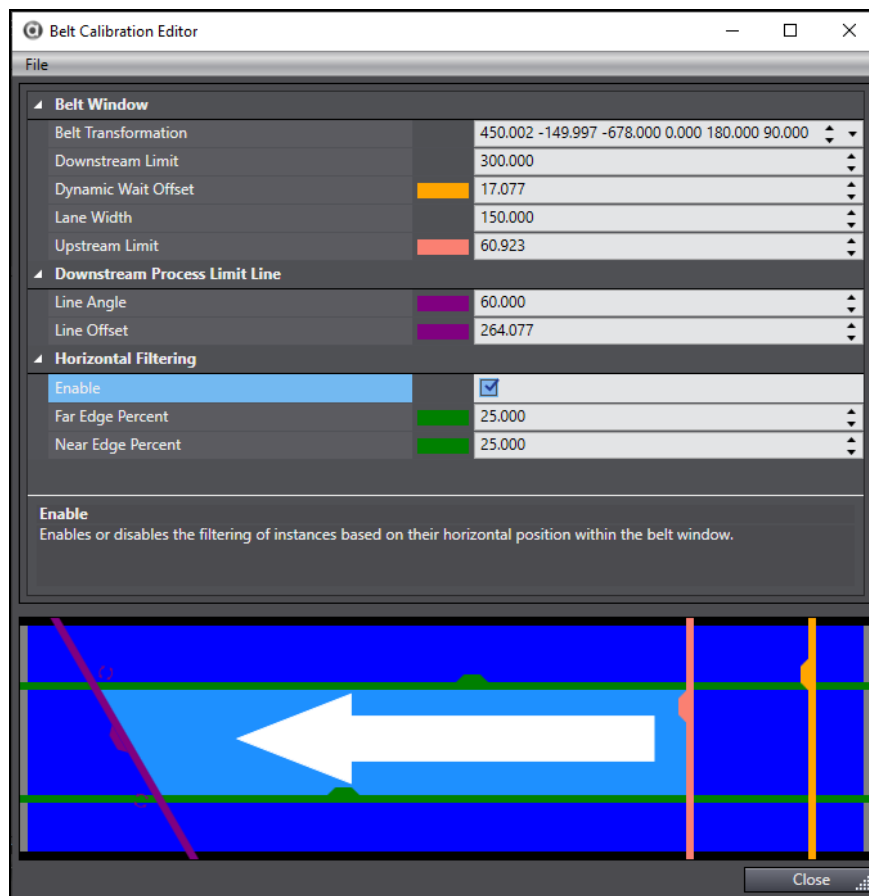 Belt Calibration Editor
File
Belt Window
Belt Transformation 450.002 -149.997 -678.000 0.000 180.000 90.000
Downstream Limit 300.000
Dynamic Wait Offset 17.077
Lane Width 150.000
Upstream Limit 60.923
Downstream Process Limit Line
Line Angle 60.000
Line Offset 264.077
Horizontal Filtering
Enable
Far Edge Percent 25.000
Near Edge Percent 25.000
Enable
Enables or disables the filtering of instances based on their horizontal position within the belt window.
Close